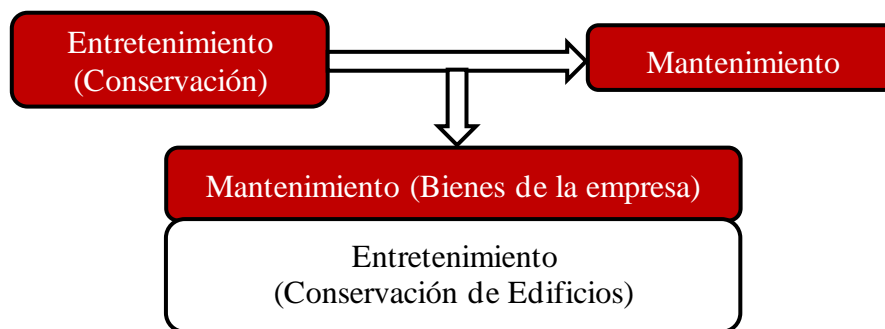 Entretenimiento
(Conservación)
Mantenimiento
Mantenimiento (Bienes de la empresa)
Entretenimiento
(Conservación de Edificios)